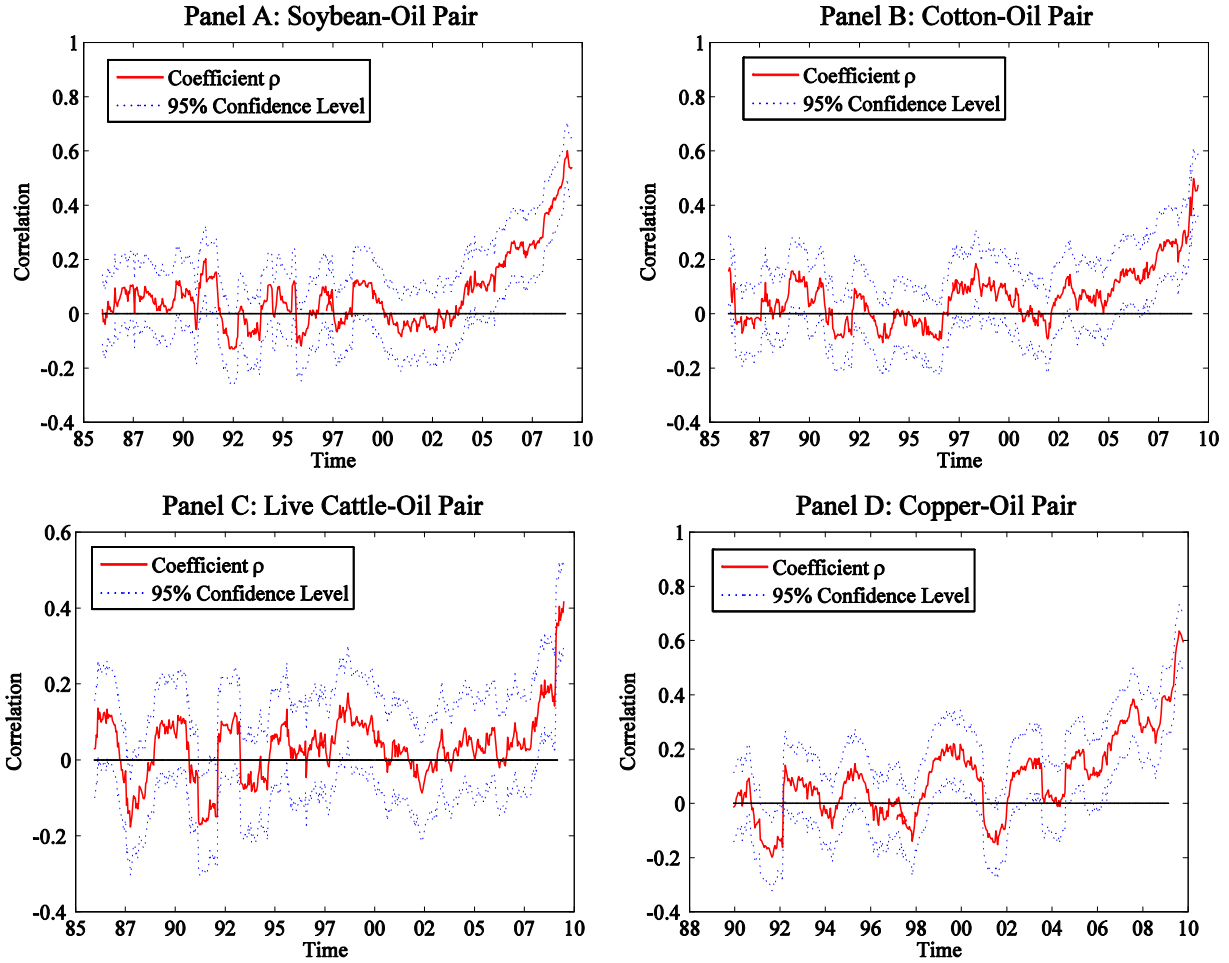 Panel A: Soybean-Oil Pair
1
0.8
0.6
0.4
0.2
0
-0.2
-0.4
Correlation
Coefficient ρ
95% Confidence Level
85 87 90 92 95 97 00 02 05 07 10
Time
Panel B: Cotton-Oil Pair
1
0.8
0.6
0.4
0.2
0
-0.2
-0.4
Correlation
Coefficient ρ
95% Confidence Level
85 87 90 92 95 97 00 02 05 07 10
Time
Panel C: Live Cattle-Oil Pair
0.6
0.4
0.2
0
-0.2
-0.4
Correlation
Coefficient ρ
95% Confidence Level
85 87 90 92 95 97 00 02 05 07 10
Time
Panel D: Copper-Oil Pair
1
0.8
0.6
0.4
0.2
0
-0.2
-0.4
Correlation
Coefficient ρ
95% Confidence Level
88 90 92 94 96 98 00 02 04 06 08 10
Time